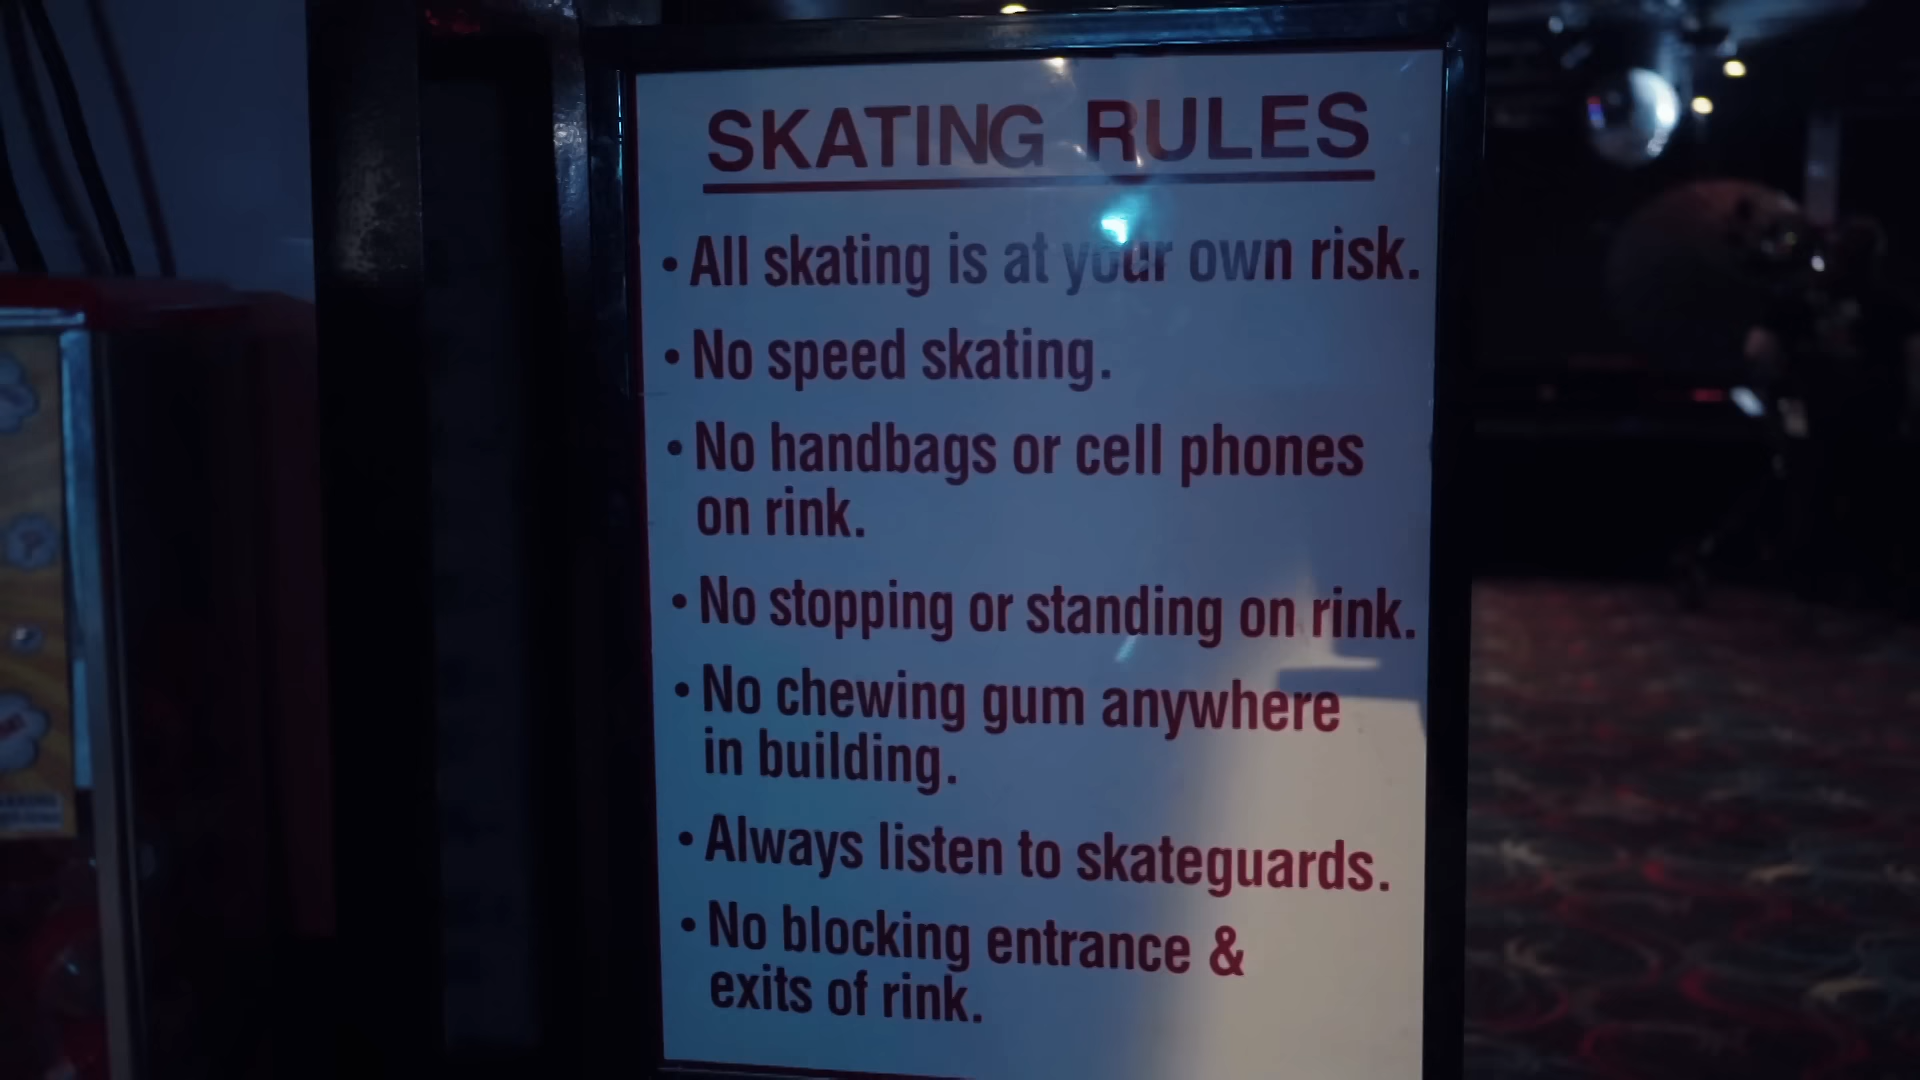 SKATING RULES
• All skating is at your own risk.
• No speed skating.
• No handbags or cell phones
on rink.
• No stopping or standing on rink.
• No chewing gum anywhere
in building.
• Always listen to skateguards.
• No blocking entrance &
exits of rink.